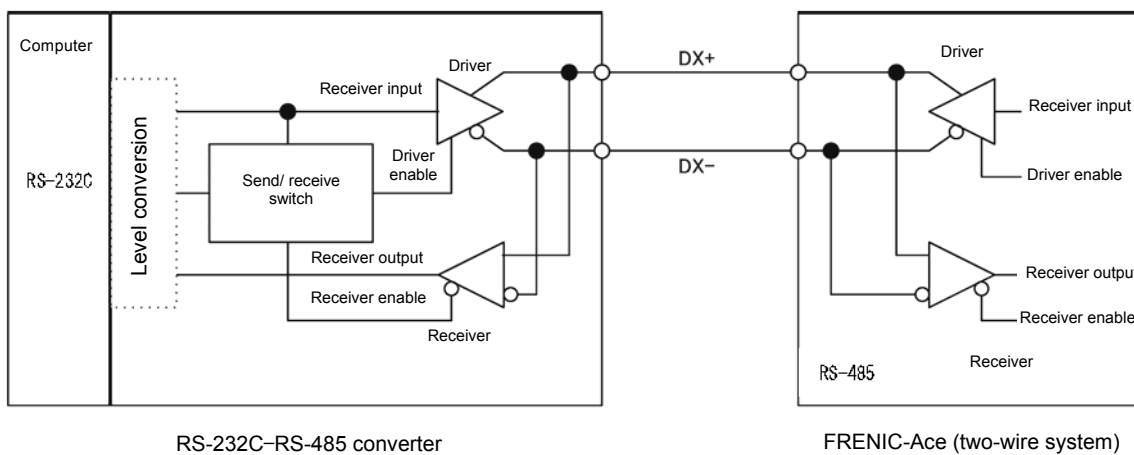 Computer
RS-232C
Level conversion
Receiver input
Driver
Driver
enable
Send/ receive
switch
Receiver output
Receiver enable
Receiver
DX+
DX−
Driver
Receiver input
Driver enable
Receiver output
Receiver enable
Receiver
RS-485
RS-232C−RS-485 converter
FRENIC-Ace (two-wire system)